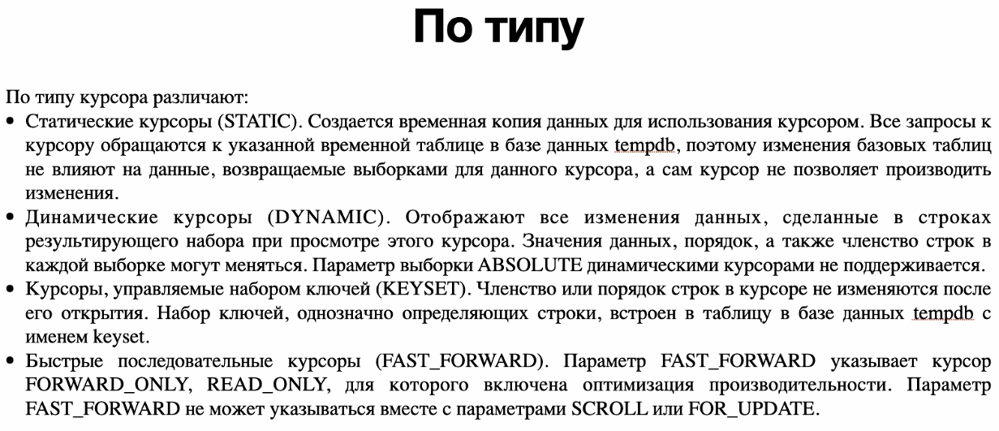 По типу
По типу курсора различают:
• Статические курсоры (STATIC). Создается временная копия данных для использования курсором. Все запросы к
курсору обращаются к указанной временной таблице в базе данных tempdb, поэтому изменения базовых таблиц
не влияют на данные, возвращаемые выборками для данного курсора, а сам курсор не позволяет производить
изменения.
• Динамические курсоры (DYNAMIC). Отображают все изменения данных, сделанные в строках
результирующего набора при просмотре этого курсора. Значения данных, порядок, а также членство строк в
каждой выборке могут меняться. Параметр выборки ABSOLUTE динамическими курсорами не поддерживается.
• Курсоры, управляемые набором ключей (KEYSET). Членство или порядок строк в курсоре не изменяются после
его открытия. Набор ключей, однозначно определяющих строки, встроен в таблицу в базе данных tempdb с
именем keyset.
• Быстрые последовательные курсоры (FAST_FORWARD). Параметр FAST_FORWARD указывает курсор
FORWARD_ONLY, READ_ONLY, для которого включена оптимизация производительности. Параметр
FAST_FORWARD не может указываться вместе с параметрами SCROLL или FOR_UPDATE.